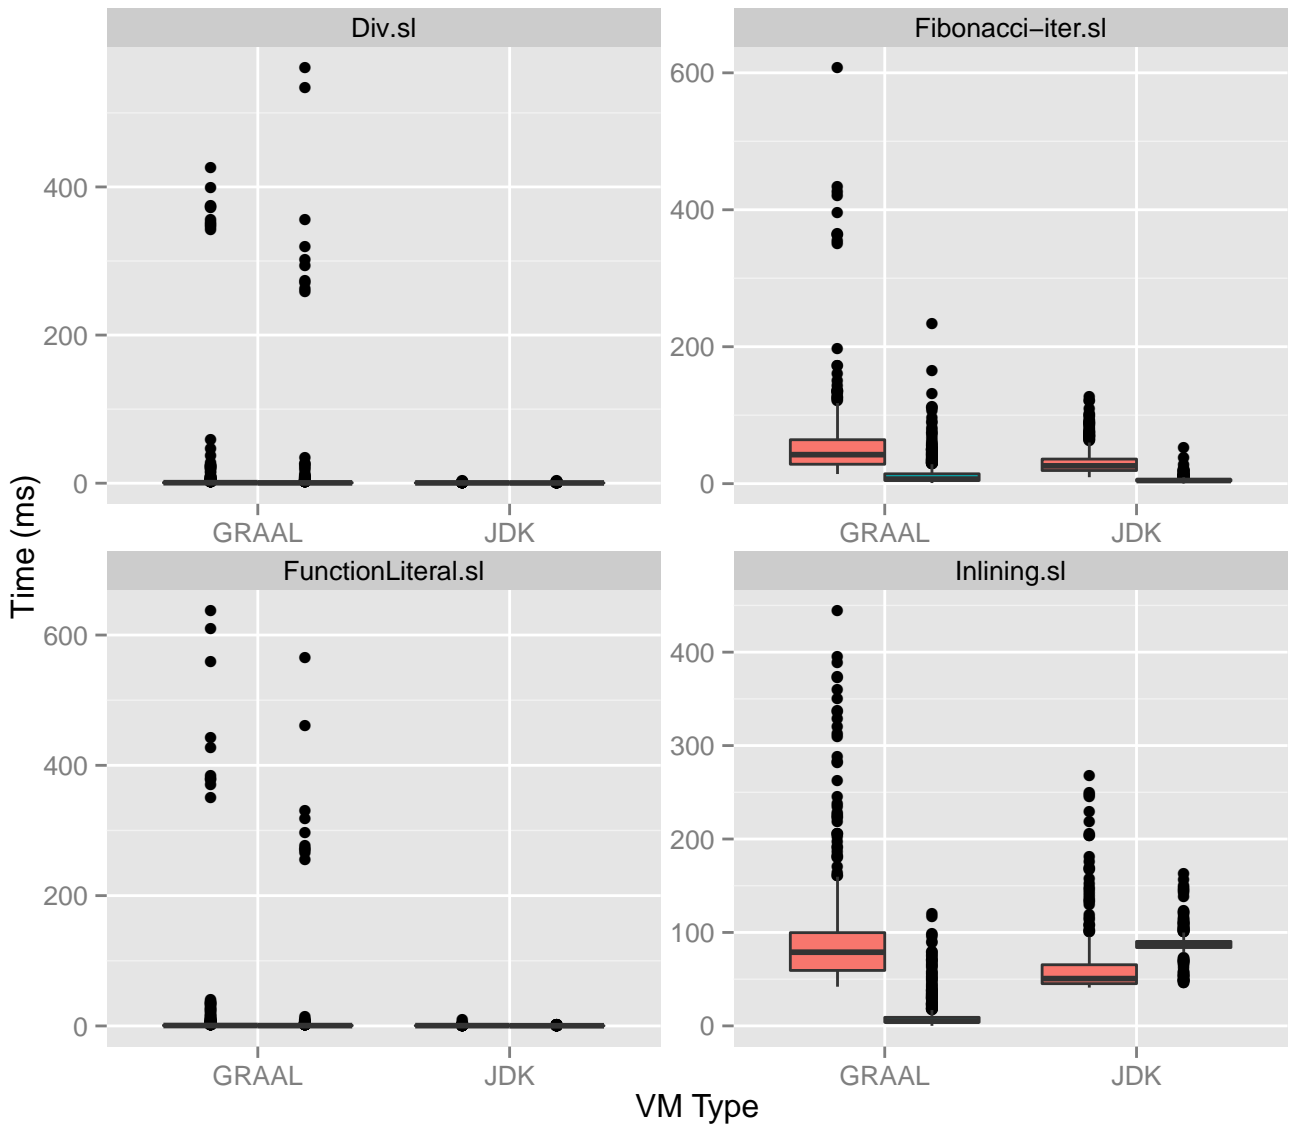 Div.sl
Fibonacci−iter.sl
600
400
400
200
200
0
0
GRAAL
JDK
GRAAL
JDK
Time (ms)
FunctionLiteral.sl
Inlining.sl
600
400
400
300
200
200
100
0
0
GRAAL
JDK
GRAAL
JDK
VM Type